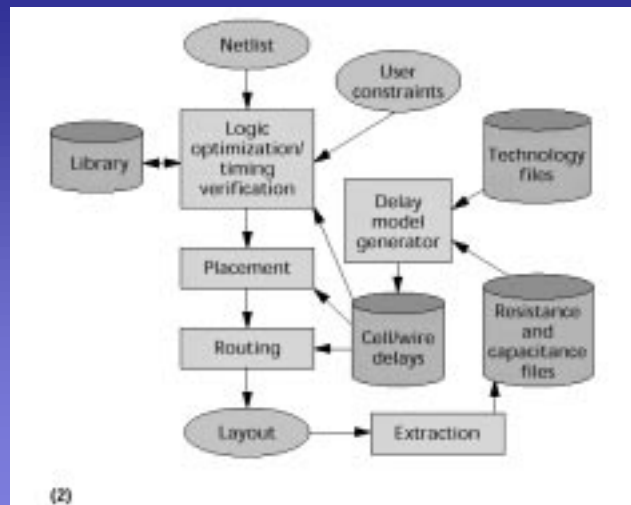 Netlist
User
constraints
Logic
optimization/
timing
verification
Library
Technology
files
Delay
model
generator
Placement
Resistance
and
capacitance
files
Cell/wire
delays
Routing
Layout
Extraction
(2)